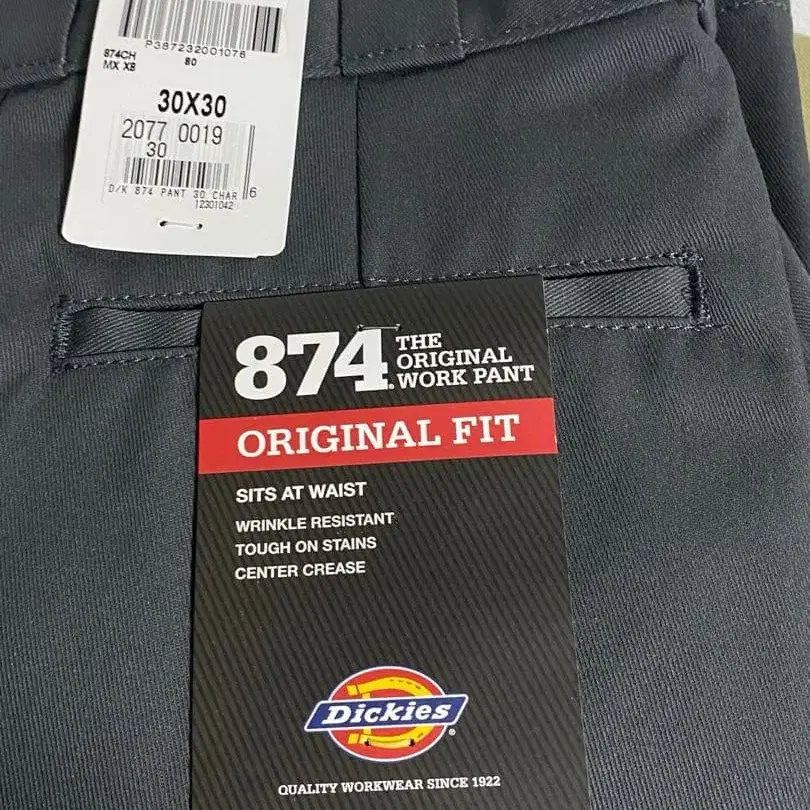 P387232001076
874CH
MX X8
80
30X30
2077 0019
30
6
D/K 874 PANT 30 CHAR
12301042
874® THE
ORIGINAL
WORK PANT
ORIGINAL FIT
SITS AT WAIST
WRINKLE RESISTANT
TOUGH ON STAINS
CENTER CREASE
Dickies®
QUALITY WORKWEAR SINCE 1922